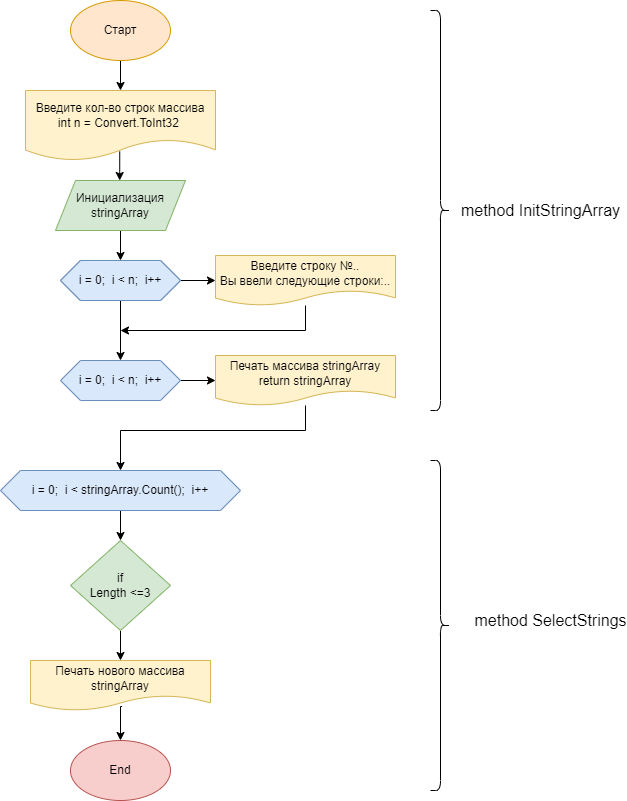 Старт
Введите кол-во строк массива
int n = Convert.ToInt32
Инициализация
stringArray
method InitStringArray
i = 0;  i < n;  i++
Введите строку №..
Вы ввели следующие строки:..
i = 0;  i < n;  i++
Печать массива stringArray
return stringArray
i = 0;  i < stringArray.Count();  i++
if
Length <=3
method SelectStrings
Печать нового массива
stringArray
End